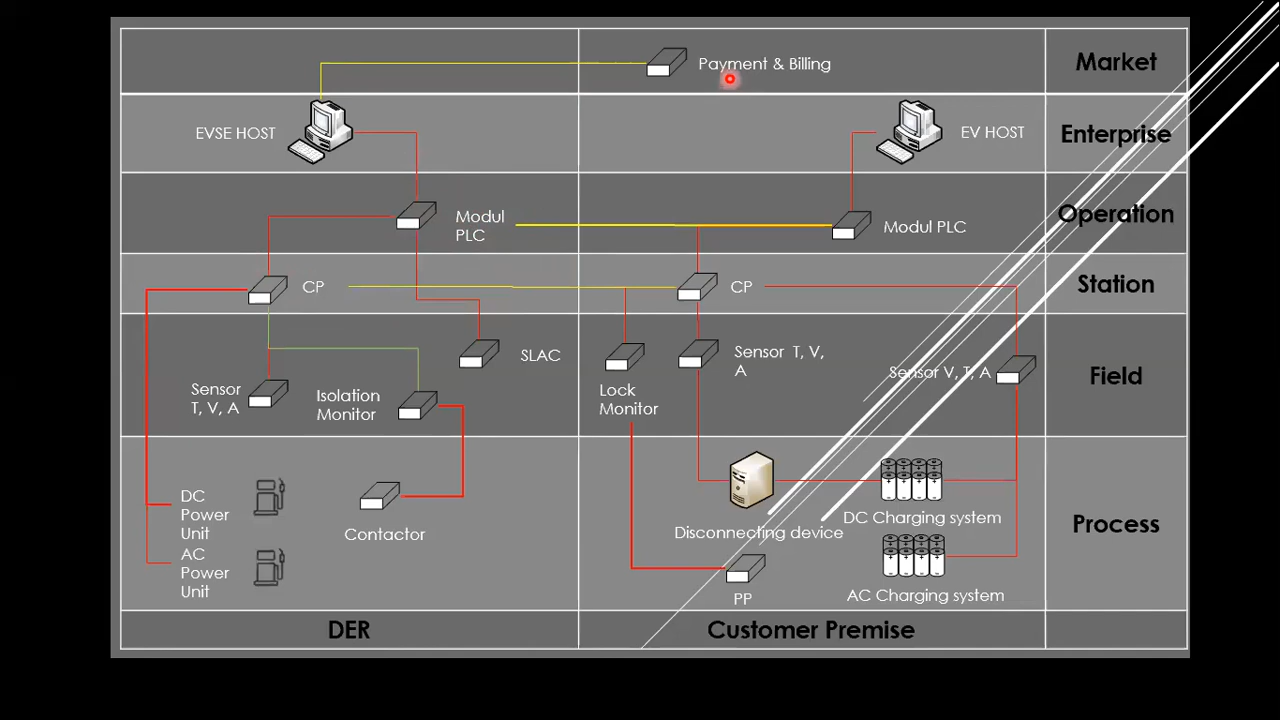 Payment & Billing
Market
EVSE HOST
EV HOST
Enterprise
Modul
PLC
Modul PLC
Operation
CP
CP
Station
SLAC
Sensor T, V,
A
Sensor V, T, A
Field
Sensor
T, V, A
Isolation
Monitor
Lock
Monitor
DC
Power
Unit
Contactor
Disconnecting device
DC Charging system
Process
AC
Power
Unit
PP
AC Charging system
DER
Customer Premise